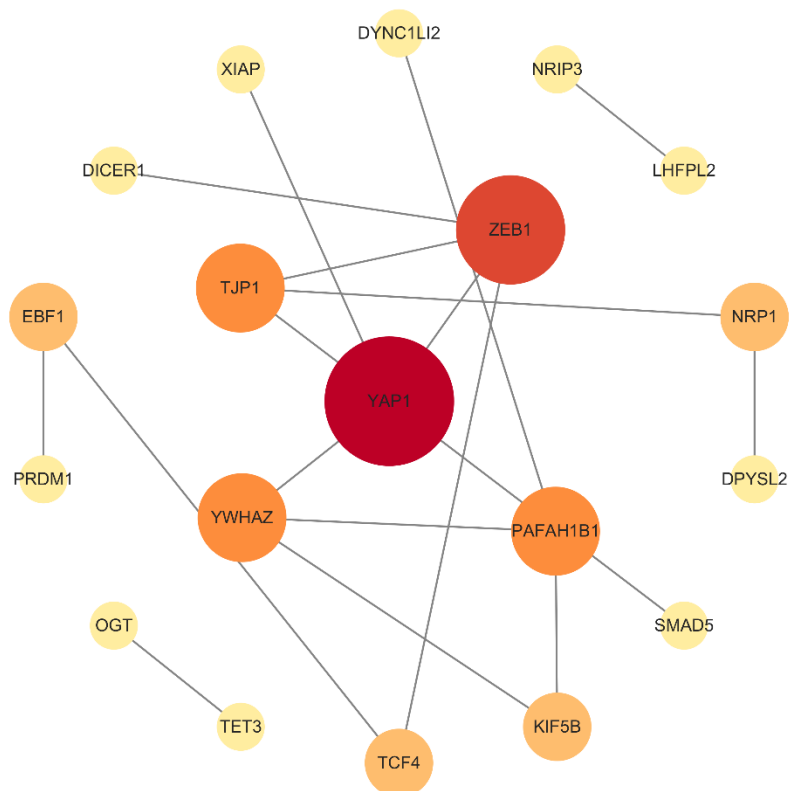 DYNC1LI2
XIAP
NRIP3
DICER1
LHFPL2
ZEB1
TJP1
EBF1
NRP1
YAP1
PRDM1
DPYSL2
YWHAZ
PAFAH1B1
OGT
SMAD5
TET3
KIF5B
TCF4